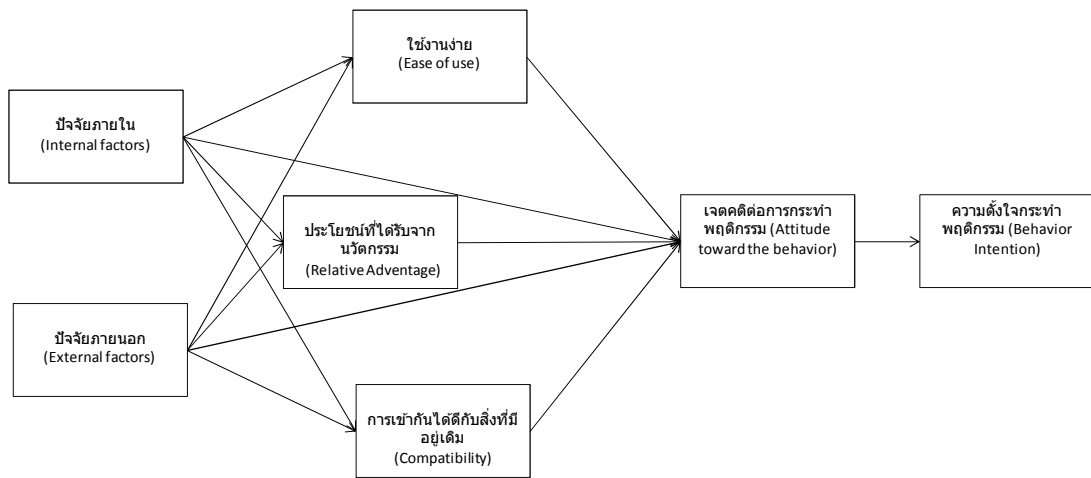 ใช้งานง่าย
(Ease of use)
ปัจจัยภายใน
(Internal factors)
ประโยชน์ที่ได้รับจาก
นวัตกรรม
(Relative Adventage)
เจตคติต่อการกระทำ
พฤติกรรม (Attitude
toward the behavior)
ความตั้งใจกระทำ
พฤติกรรม (Behavior
Intention)
ปัจจัยภายนอก
(External factors)
การเข้ากันได้ดีกับสิ่งที่มี
อยู่เดิม
(Compatibility)